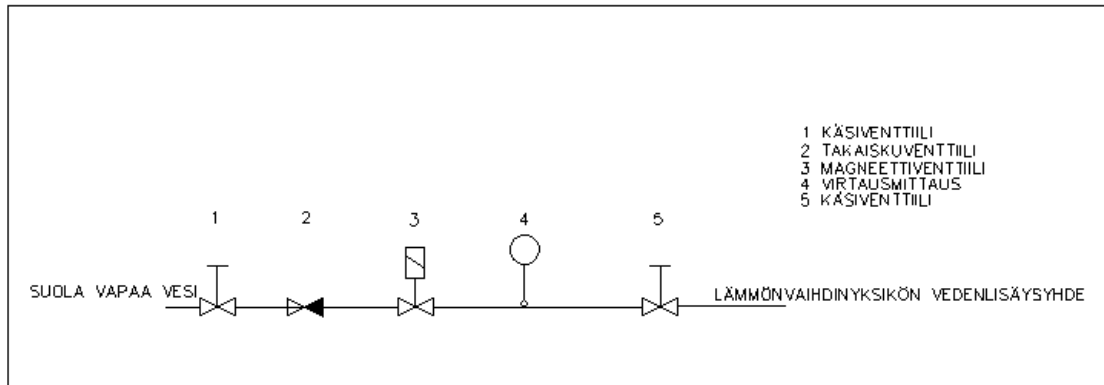 1 KÄSIVENTTIILI
2 TAKAISKUVENTTIILI
3 MAGNEETTIVENTTIILI
4 VIRTAUSMITTAUS
5 KÄSIVENTTIILI
1 2 3 4 5
SUOLA VAPAA VESI LÄMMÖNVAIHDINYKSIKÖN VEDENLISÄYSYHDE